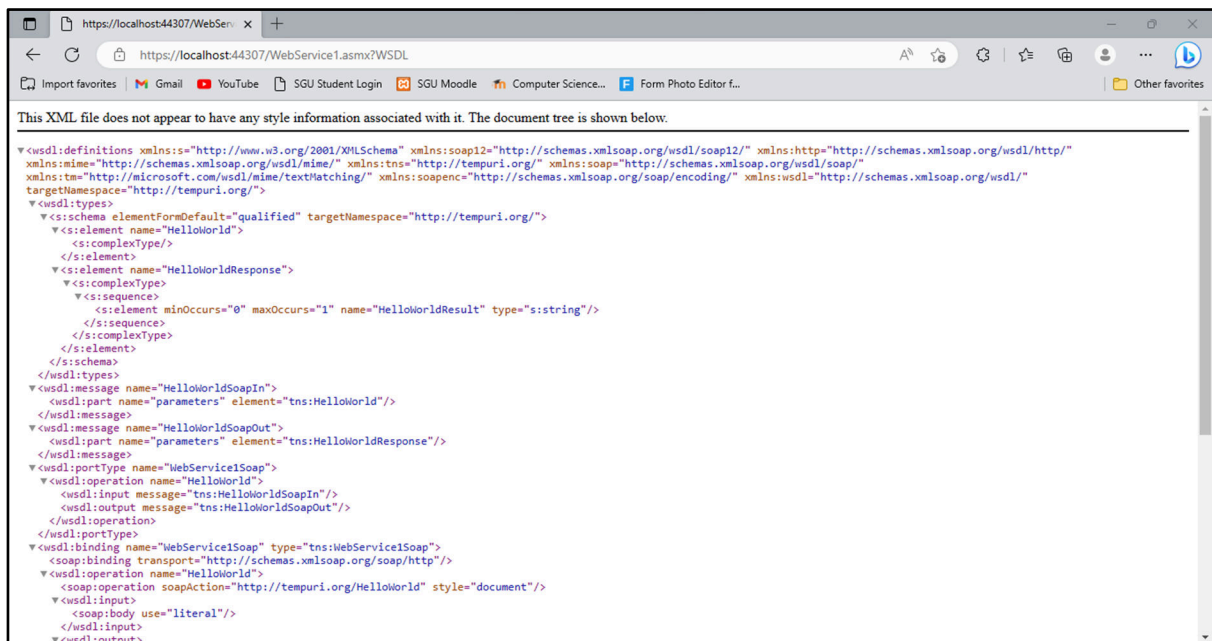 https://localhost:44307/WebServ
https://localhost:44307/WebService1.asmx?WSDL
Import favorites Gmail YouTube SGU Student Login SGU Moodle Computer Science... Form Photo Editor f... Other favorites
This XML file does not appear to have any style information associated with it. The document tree is shown below.
▼<wsdl:definitions xmlns:s="http://www.w3.org/2001/XMLSchema" xmlns:soap12="http://schemas.xmlsoap.org/wsdl/soap12/" xmlns:http="http://schemas.xmlsoap.org/wsdl/http/"
xmlns:mime="http://schemas.xmlsoap.org/wsdl/mime/" xmlns:tns="http://tempuri.org/" xmlns:soap="http://schemas.xmlsoap.org/wsdl/soap/"
xmlns:tm="http://microsoft.com/wsdl/mime/textMatching/" xmlns:soapenc="http://schemas.xmlsoap.org/soap/encoding/" xmlns:wsdl="http://schemas.xmlsoap.org/wsdl/"
targetNamespace="http://tempuri.org/">
▼<wsdl:types>
▼<s:schema elementFormDefault="qualified" targetNamespace="http://tempuri.org/">
▼<s:element name="HelloWorld">
<s:complexType/>
</s:element>
▼<s:element name="HelloWorldResponse">
▼<s:complexType>
▼<s:sequence>
<s:element minOccurs="0" maxOccurs="1" name="HelloWorldResult" type="s:string"/>
</s:sequence>
</s:complexType>
</s:element>
</s:schema>
</wsdl:types>
▼<wsdl:message name="HelloWorldSoapIn">
<wsdl:part name="parameters" element="tns:HelloWorld"/>
</wsdl:message>
▼<wsdl:message name="HelloWorldSoapOut">
<wsdl:part name="parameters" element="tns:HelloWorldResponse"/>
</wsdl:message>
▼<wsdl:portType name="WebService1Soap">
▼<wsdl:operation name="HelloWorld">
<wsdl:input message="tns:HelloWorldSoapIn"/>
<wsdl:output message="tns:HelloWorldSoapOut"/>
</wsdl:operation>
</wsdl:portType>
▼<wsdl:binding name="WebService1Soap" type="tns:WebService1Soap">
<soap:binding transport="http://schemas.xmlsoap.org/soap/http"/>
▼<wsdl:operation name="HelloWorld">
<soap:operation soapAction="http://tempuri.org/HelloWorld" style="document"/>
▼<wsdl:input>
<soap:body use="literal"/>
</wsdl:input>
▼<wsdl:output>